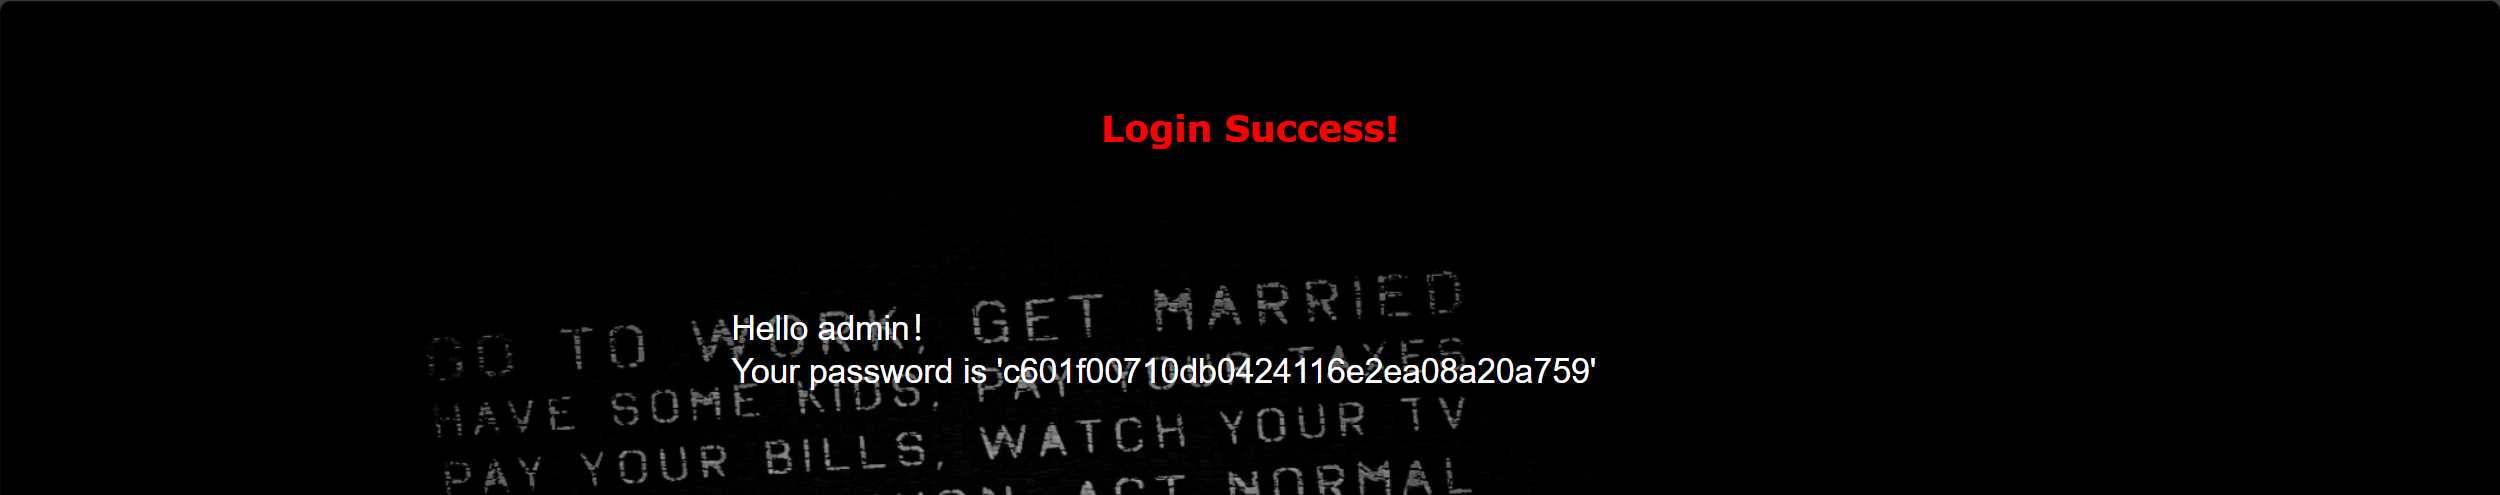 Login Success!
GO TO WORK, GET MARRIED
Hello admin！
HAVE SOME KIDS, PAY YOUR TAXES
Your password is 'c601f00710db0424116e2ea08a20a759'
PAY YOUR BILLS, WATCH YOUR TV
ACT NORMAL